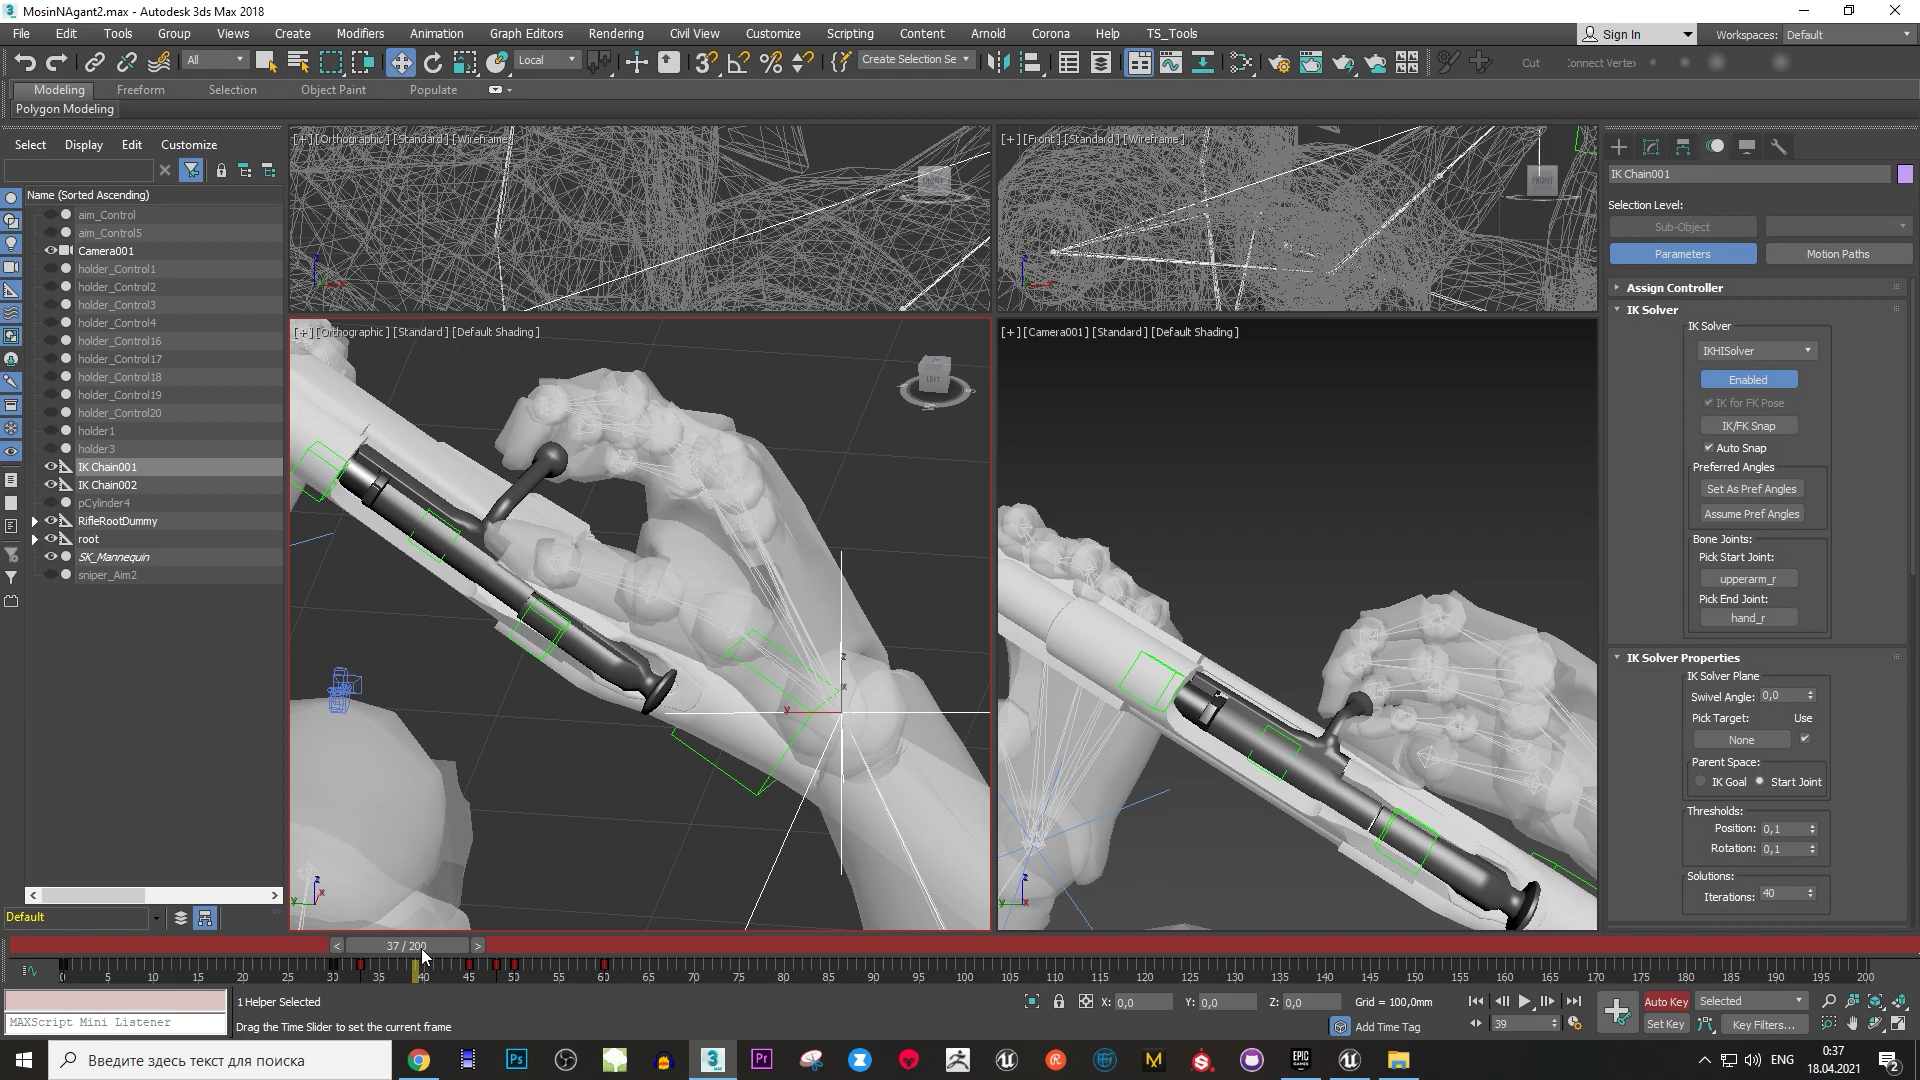 MosinNAgant2.max - Autodesk 3ds Max 2018
File Edit Tools Group Views Create Modifiers Animation Graph Editors Rendering Civil View Customize Scripting Content Arnold Corona Help TS_Tools
Sign In Workspaces: Default
All Local Create Selection Se Cut onnect Vertex
Modeling Freeform Selection Object Paint Populate
Polygon Modeling
Select Display Edit Customize
Name (Sorted Ascending)
aim_Control
aim_Control5
Camera001
holder_Control1
holder_Control2
holder_Control3
holder_Control4
holder_Control16
holder_Control17
holder_Control18
holder_Control19
holder_Control20
holder1
holder3
IK Chain001
IK Chain002
pCylinder4
RifleRootDummy
root
SK_Mannequin
sniper_Aim2
Default
[+] [Orthographic] [Standard] [Wireframe]
[+] [Front] [Standard] [Wireframe]
FRONT
[+] [Orthographic] [Standard] [Default Shading]
LEFT
[+] [Camera001] [Standard] [Default Shading]
IK Chain001
Selection Level:
Sub-Object
Parameters Motion Paths
Assign Controller
IK Solver
IK Solver
IKHISolver
Enabled
IK for FK Pose
IK/FK Snap
Auto Snap
Preferred Angles
Set As Pref Angles
Assume Pref Angles
Bone Joints:
Pick Start Joint:
upperarm_r
Pick End Joint:
hand_r
IK Solver Properties
IK Solver Plane
Swivel Angle: 0,0
Pick Target: Use
None
Parent Space:
IK Goal Start Joint
Thresholds:
Position: 0,1
Rotation: 0,1
Solutions:
Iterations: 40
< 37 / 200 >
0 5 10 15 20 25 30 35 40 45 50 55 60 65 70 75 80 85 90 95 100 105 110 115 120 125 130 135 140 145 150 155 160 165 170 175 180 185 190 195 200
1 Helper Selected
X: 0,0 Y: 0,0 Z: 0,0 Grid = 100,0mm
Auto Key Selected
MAXScript Mini Listener
Drag the Time Slider to set the current frame
Add Time Tag
39
Set Key Key Filters...
Введите здесь текст для поиска
ENG
0:37
18.04.2021
2